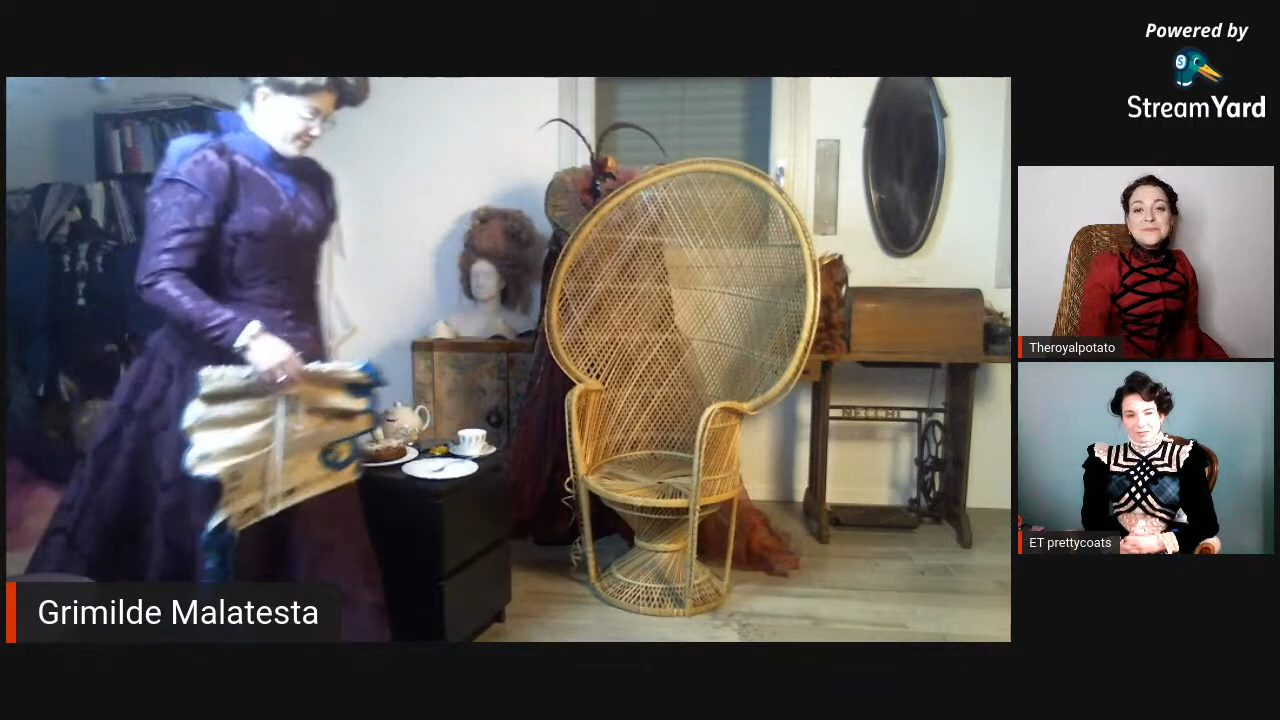 Powered by
StreamYard
NECCHI
Theroyalpotato
ET prettycoats
Grimilde Malatesta